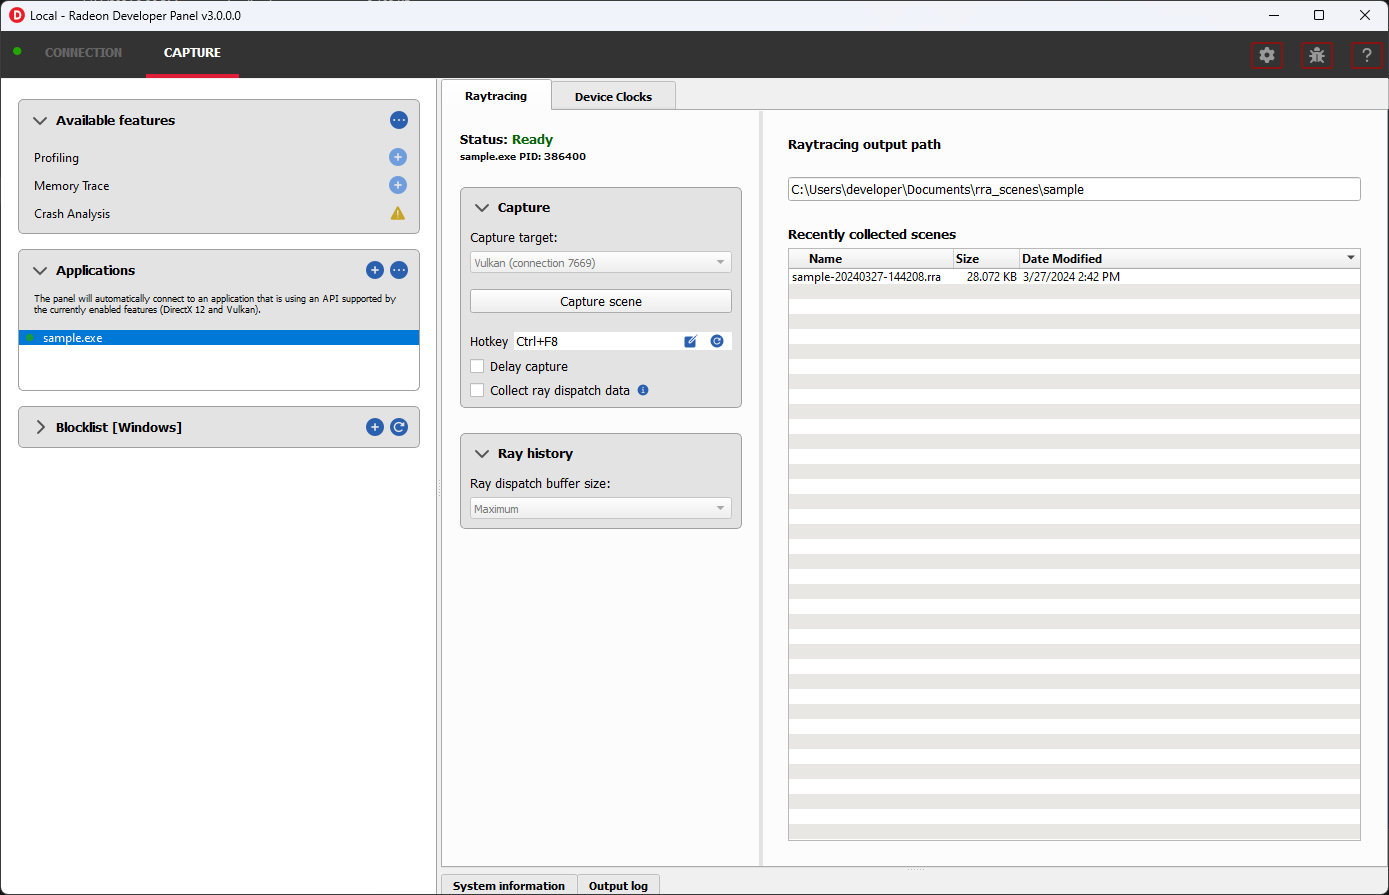 Local - Radeon Developer Panel v3.0.0.0
CONNECTION
CAPTURE
Available features
Profiling
Memory Trace
Crash Analysis
Applications
The panel will automatically connect to an application that is using an API supported by
the currently enabled features (DirectX 12 and Vulkan).
sample.exe
Blocklist [Windows]
Raytracing
Device Clocks
Status: Ready
sample.exe PID: 386400
Capture
Capture target:
Vulkan (connection 7669)
Capture scene
Hotkey Ctrl+F8
Delay capture
Collect ray dispatch data
Ray history
Ray dispatch buffer size:
Maximum
Raytracing output path
C:\Users\developer\Documents\rra_scenes\sample
Recently collected scenes
Name Size Date Modified
sample-20240327-144208.rra 28.072 KB 3/27/2024 2:42 PM
System information
Output log